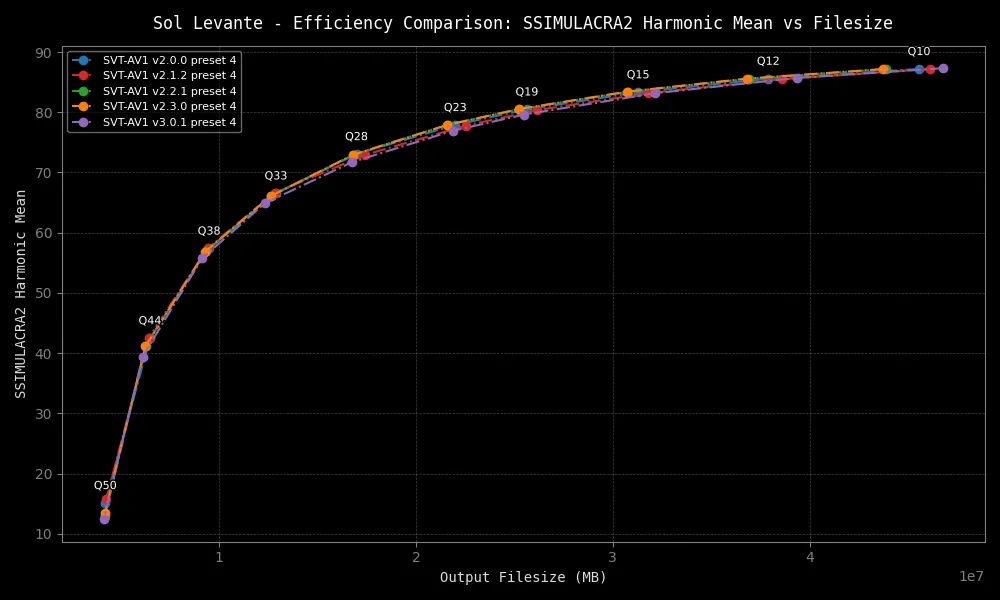 Sol Levante - Efficiency Comparison: SSIMULACRA2 Harmonic Mean vs Filesize
SVT-AV1 v2.0.0 preset 4
SVT-AV1 v2.1.2 preset 4
SVT-AV1 v2.2.1 preset 4
SVT-AV1 v2.3.0 preset 4
SVT-AV1 v3.0.1 preset 4
Q10
Q12
Q15
Q19
Q23
Q28
Q33
Q38
Q44
Q50
90
80
70
60
50
40
30
20
10
SSIMULACRA2 Harmonic Mean
1 2 3 4
1e7
Output Filesize (MB)